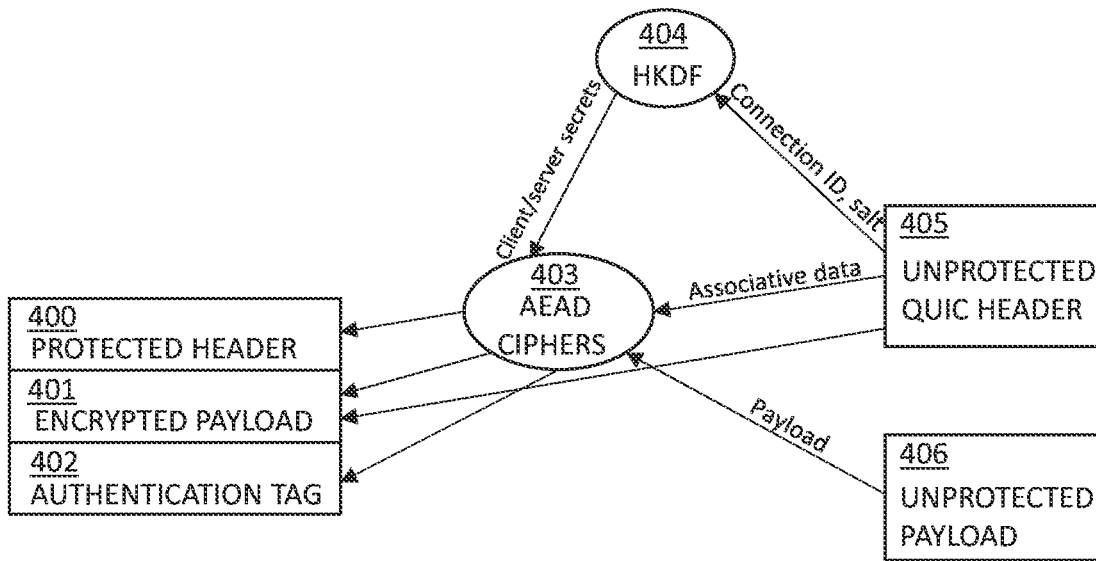 404
HKDF
Client/server secrets
Connection ID, salt
405
UNPROTECTED
QUIC HEADER
Associative data
403
AEAD
CIPHERS
400
PROTECTED HEADER
401
ENCRYPTED PAYLOAD
402
AUTHENTICATION TAG
Payload
406
UNPROTECTED
PAYLOAD